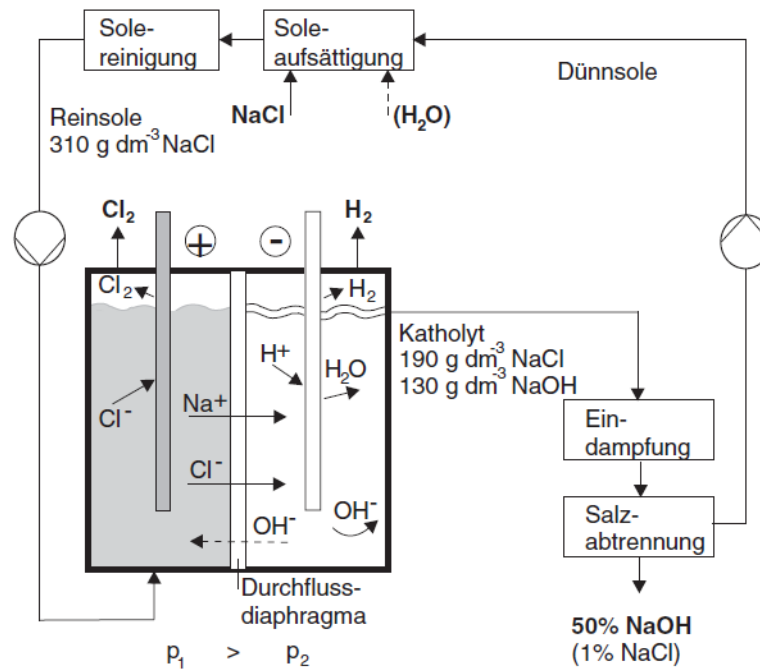 Sole-
reinigung
Sole-
aufsättigung
Dünnsole
NaCl
(H₂O)
Reinsole
310 g dm⁻³ NaCl
Cl₂
+
-
H₂
Cl₂
H₂
Katholyt
190 g dm⁻³ NaCl
130 g dm⁻³ NaOH
H+
H₂O
Cl⁻
Na+
Cl⁻
OH⁻
OH⁻
Ein-
dampfung
Salz-
abtrennung
Durchfluss-
diaphragma
p₁ > p₂
50% NaOH
(1% NaCl)